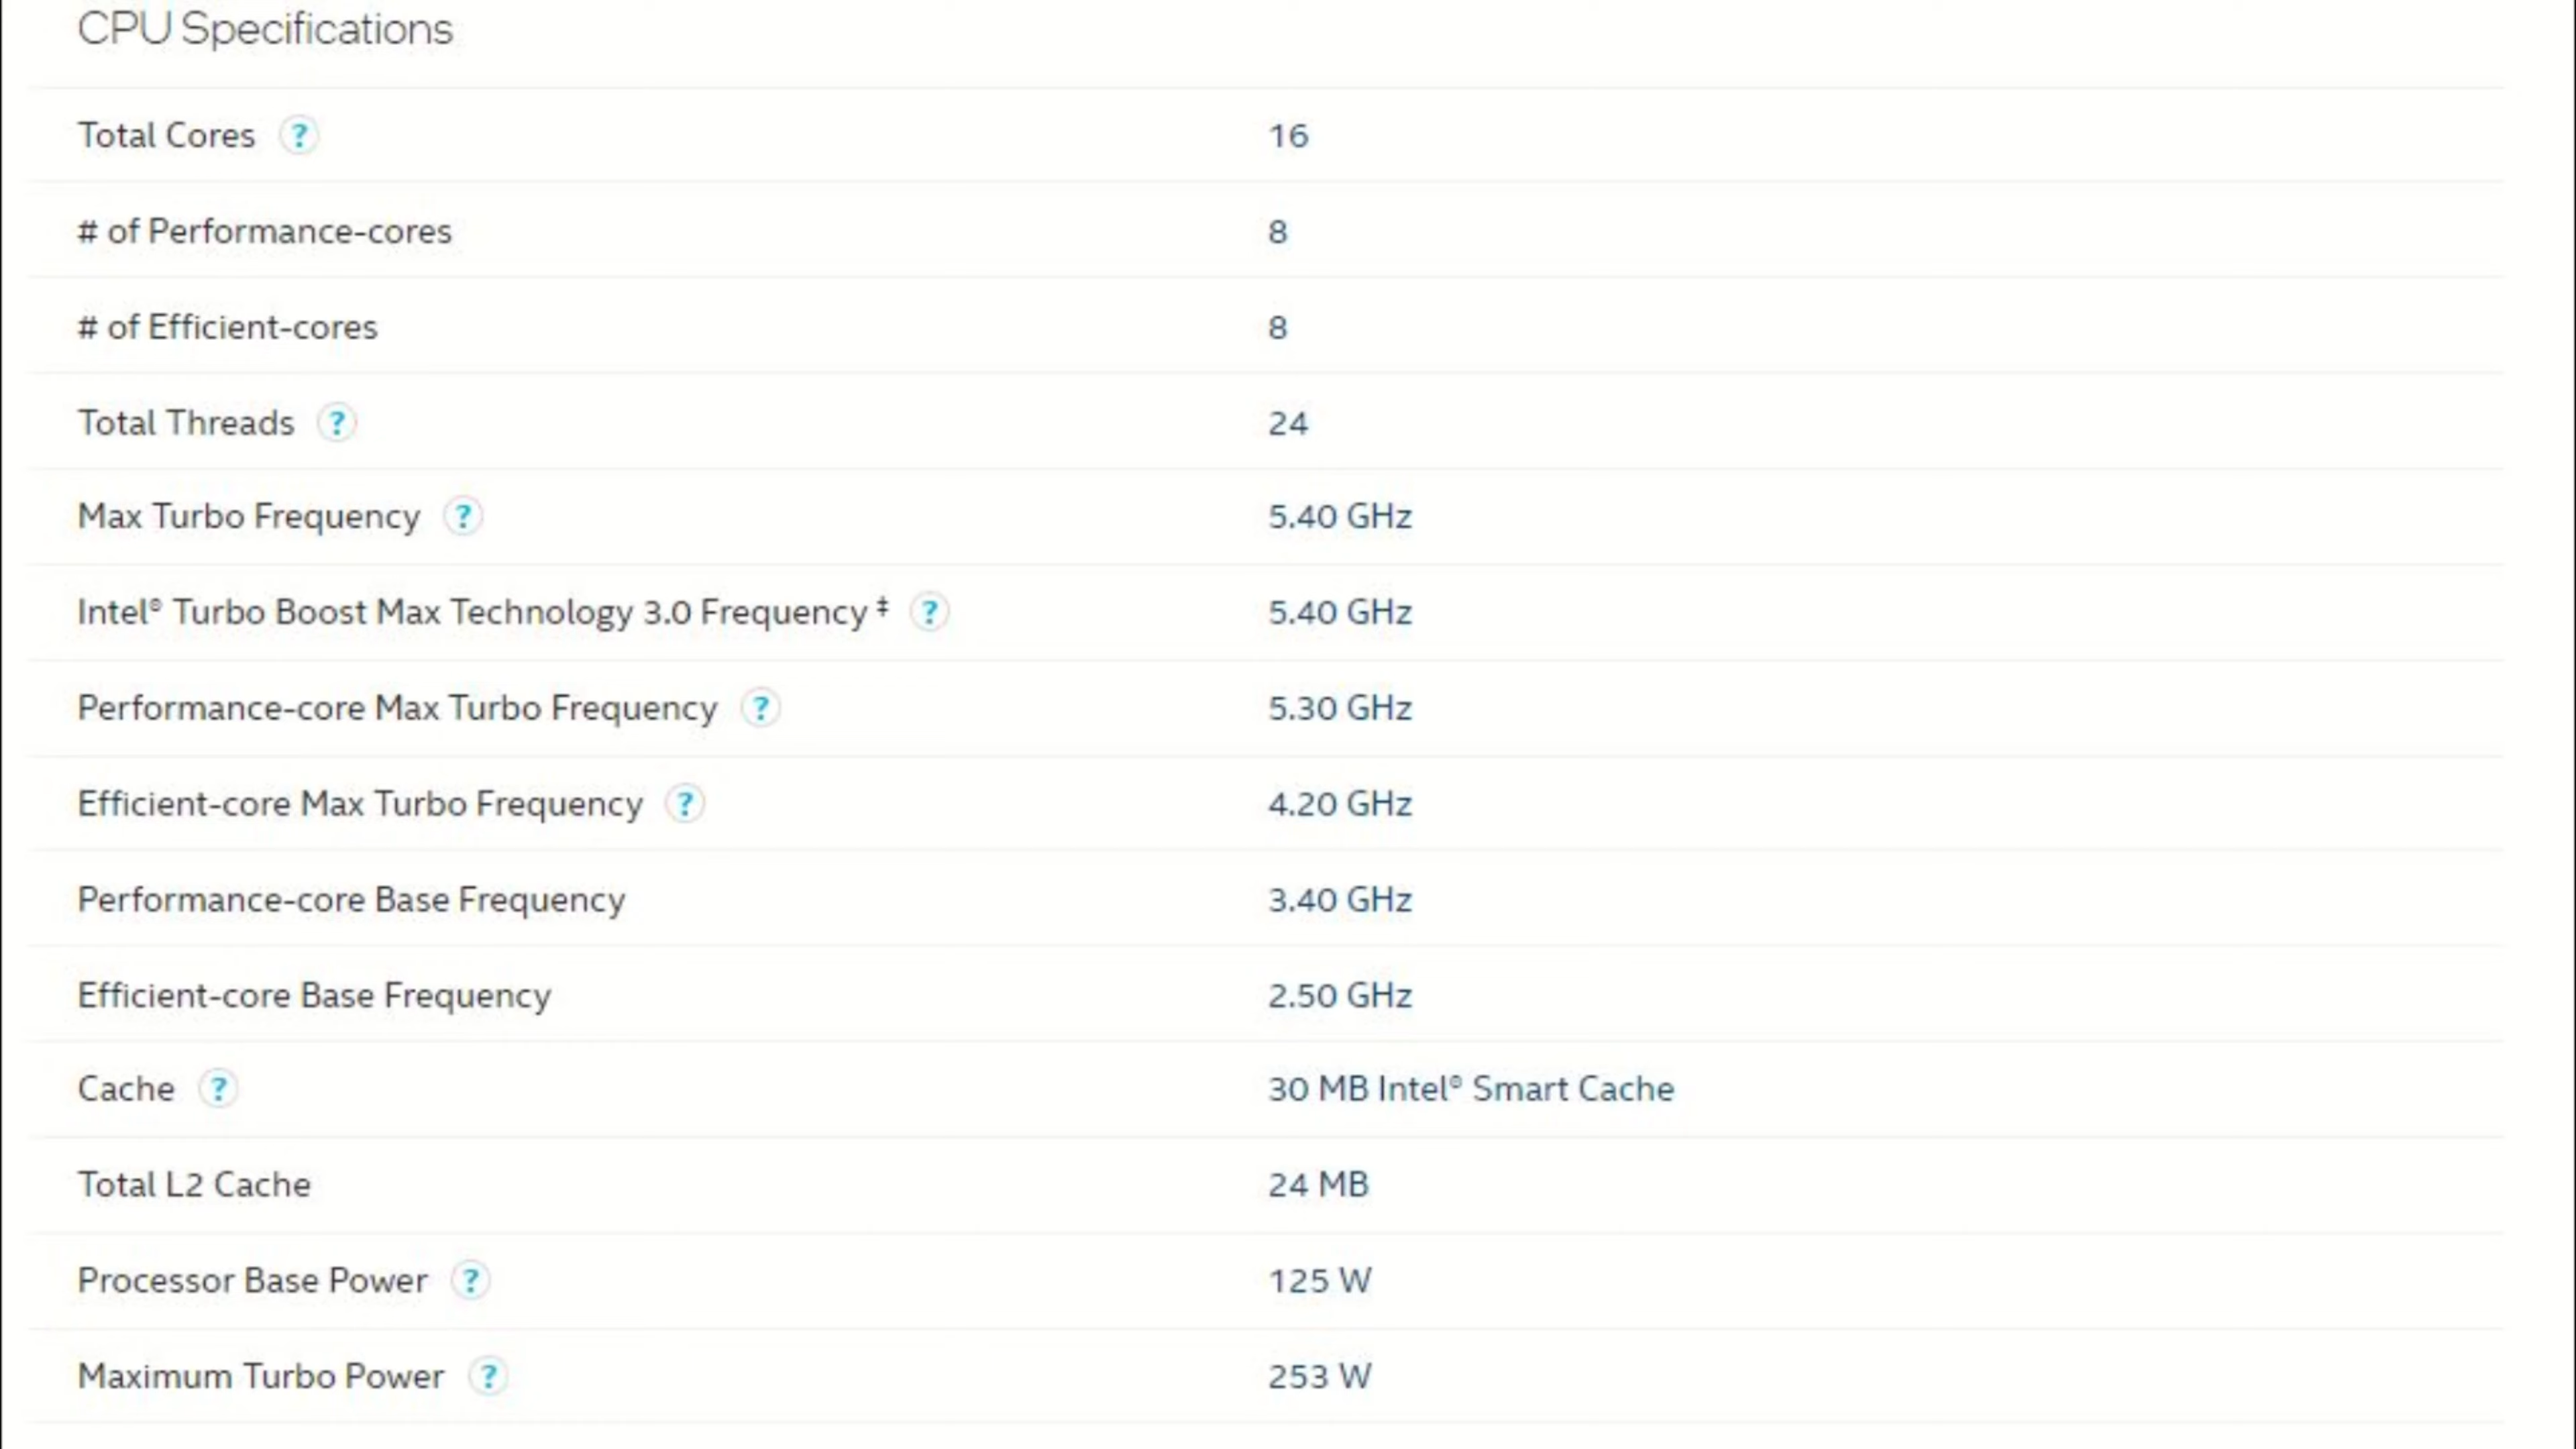 CPU Specifications
Total Cores ? 16
# of Performance-cores 8
# of Efficient-cores 8
Total Threads ? 24
Max Turbo Frequency ? 5.40 GHz
Intel® Turbo Boost Max Technology 3.0 Frequency ‡ ? 5.40 GHz
Performance-core Max Turbo Frequency ? 5.30 GHz
Efficient-core Max Turbo Frequency ? 4.20 GHz
Performance-core Base Frequency 3.40 GHz
Efficient-core Base Frequency 2.50 GHz
Cache ? 30 MB Intel® Smart Cache
Total L2 Cache 24 MB
Processor Base Power ? 125 W
Maximum Turbo Power ? 253 W